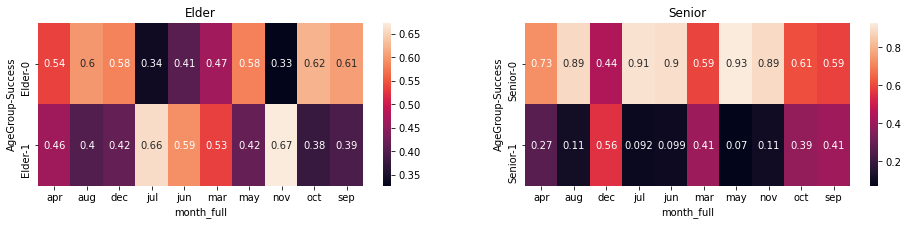 Elder
AgeGroup-Success
Elder-0
0.54 0.6 0.58 0.34 0.41 0.47 0.58 0.33 0.62 0.61
Elder-1
0.46 0.4 0.42 0.66 0.59 0.53 0.42 0.67 0.38 0.39
apr aug dec jul jun mar may nov oct sep
month_full
0.65
0.60
0.55
0.50
0.45
0.40
0.35
Senior
AgeGroup-Success
Senior-0
0.73 0.89 0.44 0.91 0.9 0.59 0.93 0.89 0.61 0.59
Senior-1
0.27 0.11 0.56 0.092 0.099 0.41 0.07 0.11 0.39 0.41
apr aug dec jul jun mar may nov oct sep
month_full
0.8
0.6
0.4
0.2